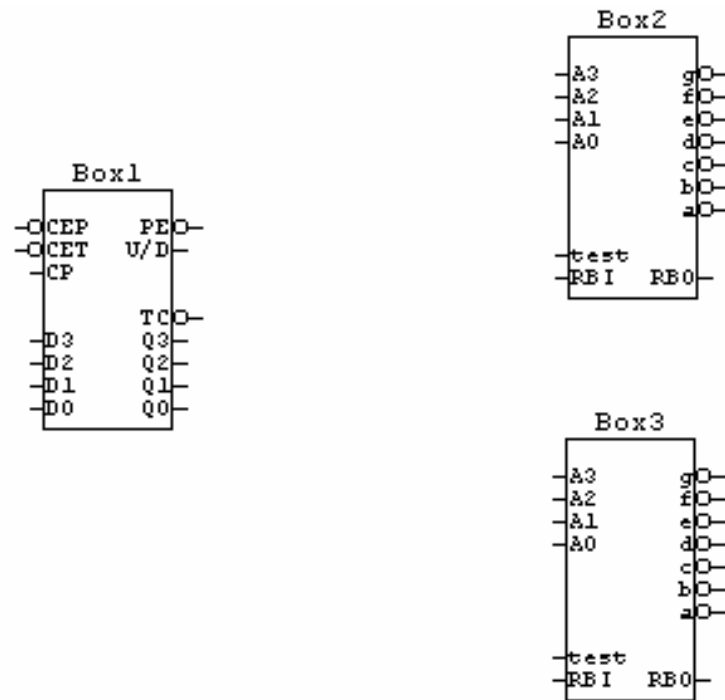 Box1
CEP PE
CET U/D
CP
TC
D3 Q3
D2 Q2
D1 Q1
D0 Q0
Box2
A3 g
A2 f
A1 e
A0 d
c
b
a
test
RBI RBO
Box3
A3 g
A2 f
A1 e
A0 d
c
b
a
test
RBI RBO